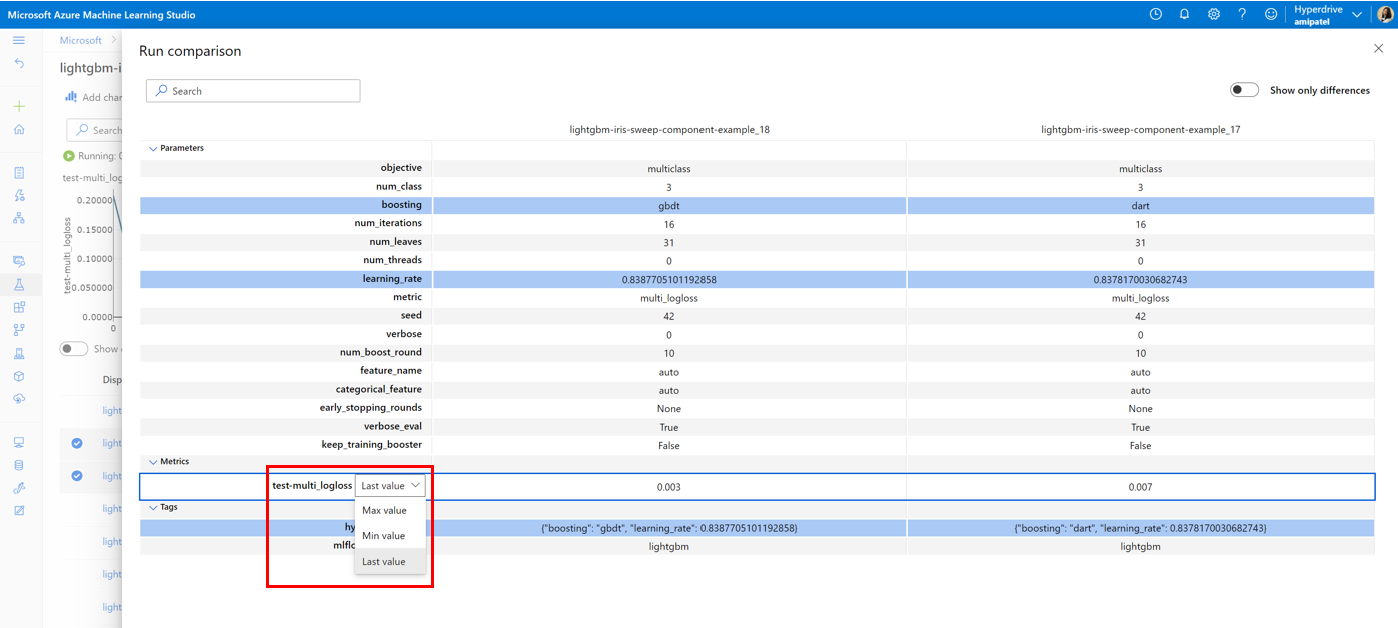 Microsoft Azure Machine Learning Studio
Hyperdrive
amipatel
Microsoft
Run comparison
lightgbm-i
Search
Show only differences
Add char
Search
lightgbm-iris-sweep-component-example_18 lightgbm-iris-sweep-component-example_17
Parameters
Running:
objective multiclass multiclass
test-multi_log
num_class 3 3
0.20000
boosting gbdt dart
num_iterations 16 16
0.15000
num_leaves 31 31
0.10000
num_threads 0 0
learning_rate 0.8387705101192858 0.8378170030682743
0.050000
test-multi_logloss
metric multi_logloss multi_logloss
seed 42 42
0.0000
0
verbose 0 0
Show
num_boost_round 10 10
feature_name auto auto
Disp
categorical_feature auto auto
early_stopping_rounds None None
light
verbose_eval True True
keep_training_booster False False
light
Metrics
light
test-multi_logloss Last value 0.003 0.007
Tags
Max value
light
hy {"boosting": "gbdt", "learning_rate": 0.8387705101192858} {"boosting": "dart", "learning_rate": 0.8378170030682743}
Min value
light
mlflo lightgbm lightgbm
Last value
light
light